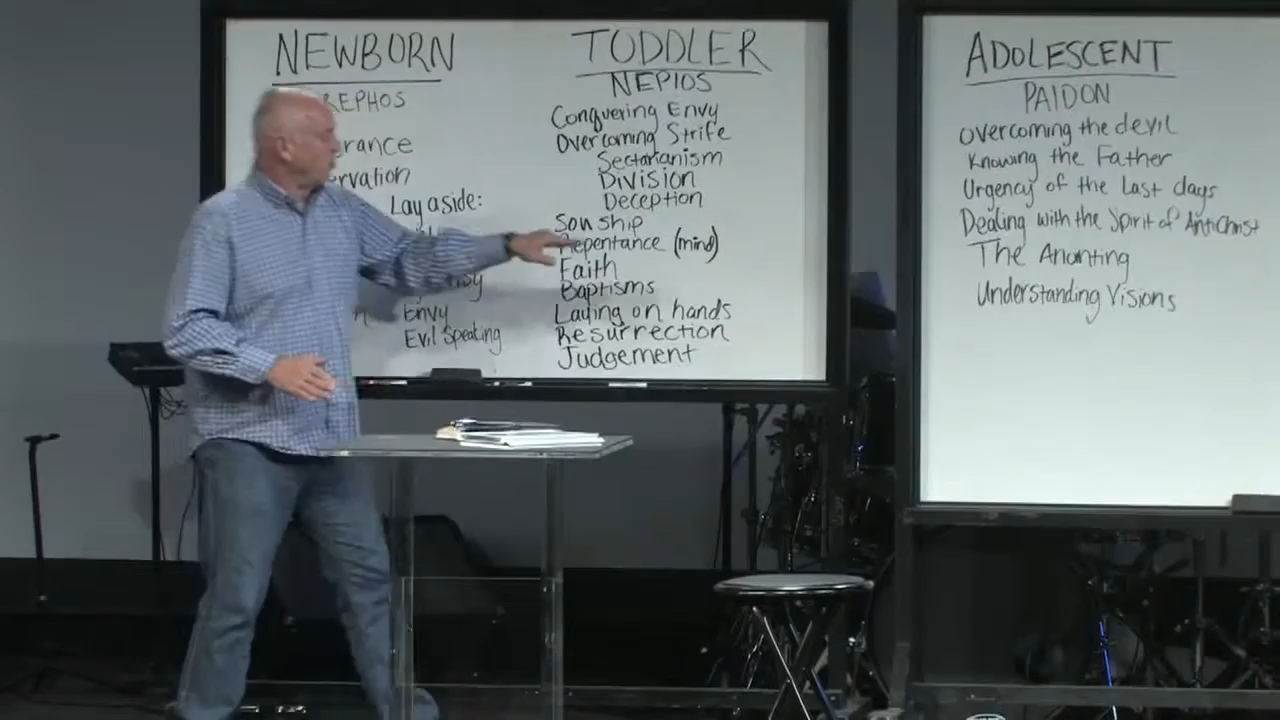 NEWBORN
REPHOS
rance
rvation
Lay aside:
Envy
Evil Speaking
TODDLER
NEPIOS
Conquering Envy
Overcoming Strife
Sectarianism
Division
Deception
Sonship
Repentance (mind)
Faith
Baptisms
Laying on hands
Resurrection
Judgement
ADOLESCENT
PAIDON
Overcoming the devil
Knowing the Father
Urgency of the Last days
Dealing with the Spirit of AntiChrist
The Anointing
Understanding Visions